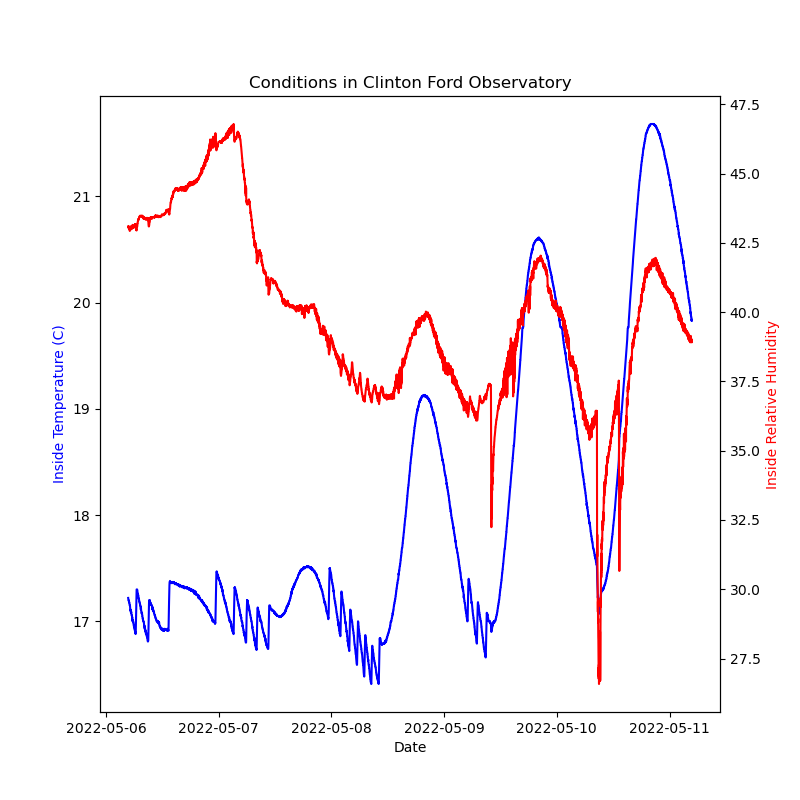 Conditions in Clinton Ford Observatory
Inside Temperature (C)
21
20
19
18
17
47.5
45.0
42.5
40.0
37.5
35.0
32.5
30.0
27.5
Inside Relative Humidity
2022-05-06 2022-05-07 2022-05-08 2022-05-09 2022-05-10 2022-05-11
Date